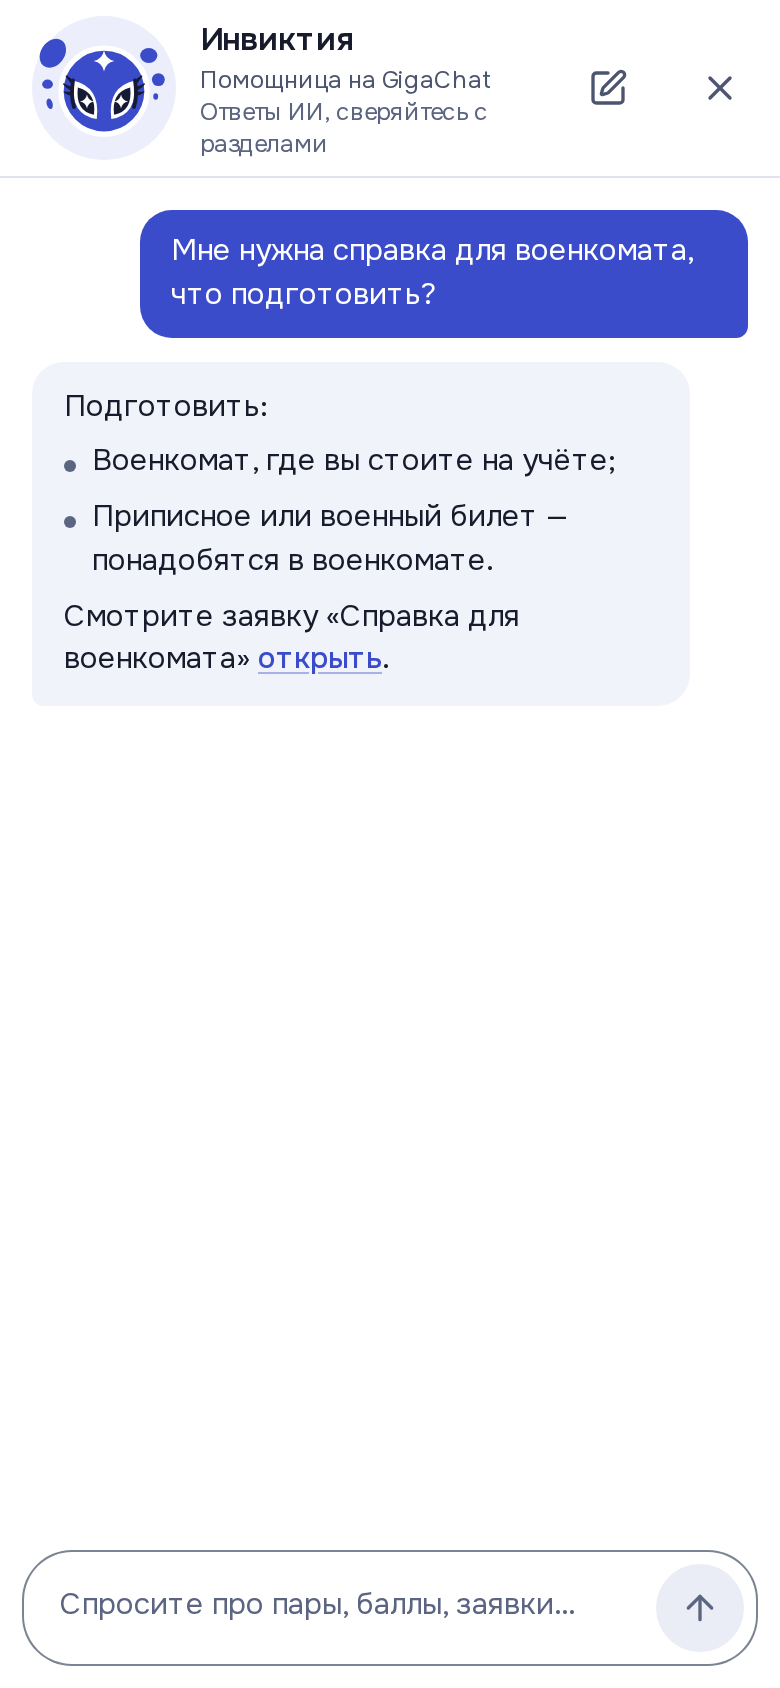 Инвиктия
Помощница на GigaChat
Ответы ИИ, сверяйтесь с
разделами
Мне нужна справка для военкомата,
что подготовить?
Подготовить:
Военкомат, где вы стоите на учёте;
Приписное или военный билет —
понадобятся в военкомате.
Смотрите заявку «Справка для
военкомата» открыть.
Спросите про пары, баллы, заявки...